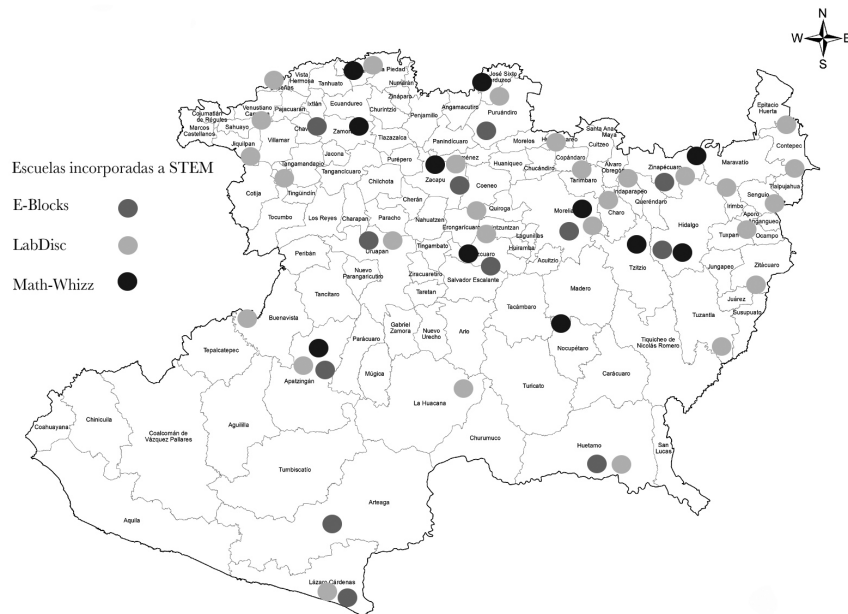 N
W E
S
Escuelas incorporadas a STEM
E-Blocks
LabDisc
Math-Whizz
Vista
Hermosa
Tanhuato
Piedad
Numarán
Ixtlán
Ecuandureo
Zináparo
Pajacuarán
Churintzio
Penjamillo
Angamacutiro
José Sixto
Verduzco
Puruándiro
Cojumatlán
de Régules
Marcos
Castellanos
Sahuayo
Venustiano
Villamar
Zamora
Tlazazalca
Panindícuaro
Morelos
Santa Ana
Maya
Cuitzeo
Epitacio
Huerta
Contepec
Jiquilpan
Jacona
Purépero
Jiménez
Huaniqueo
Copándaro
Álvaro
Obregón
Zinapécuaro
Maravatío
Tangamandapio
Tangancícuaro
Zacapu
Coeneo
Chucándiro
Tarímbaro
Indaparapeo
Tlalpujahua
Cotija
Tingüindín
Chilchota
Cherán
Quiroga
Morelia
Charo
Queréndaro
Irimbo
Senguio
Aporo
Angangueo
Tocumbo
Los Reyes
Charapan
Paracho
Nahuatzen
Erongarícuaro
Tzintzuntzan
Lagunillas
Huiramba
Hidalgo
Tuxpan
Ocampo
Peribán
Uruapan
Tingambato
Acuitzio
Tzitzio
Jungapeo
Zitácuaro
Nuevo
Parangaricutiro
Ziracuaretiro
Salvador Escalante
Taretan
Madero
Juárez
Susupuato
Tancítaro
Tacámbaro
Tuzantla
Buenavista
Gabriel
Zamora
Nuevo
Urecho
Ario
Parácuaro
Nocupétaro
Tiquicheo de
Nicolás Romero
Tepalcatepec
Apatzingán
Múgica
La Huacana
Turicato
Carácuaro
Coahuayana
Chinicuila
Coalcomán de
Vázquez Pallares
Aguililla
Churumuco
Huetamo
San
Lucas
Tumbiscatío
Arteaga
Aquila
Lázaro Cárdenas